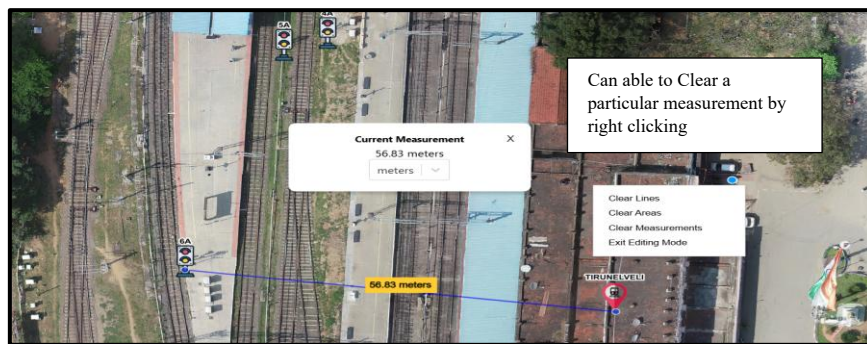 5A
4A
Can able to Clear a
particular measurement by
right clicking
Current Measurement
X
56.83 meters
meters
Clear Lines
Clear Areas
Clear Measurements
Exit Editing Mode
6A
56.83 meters
TIRUNELVELI